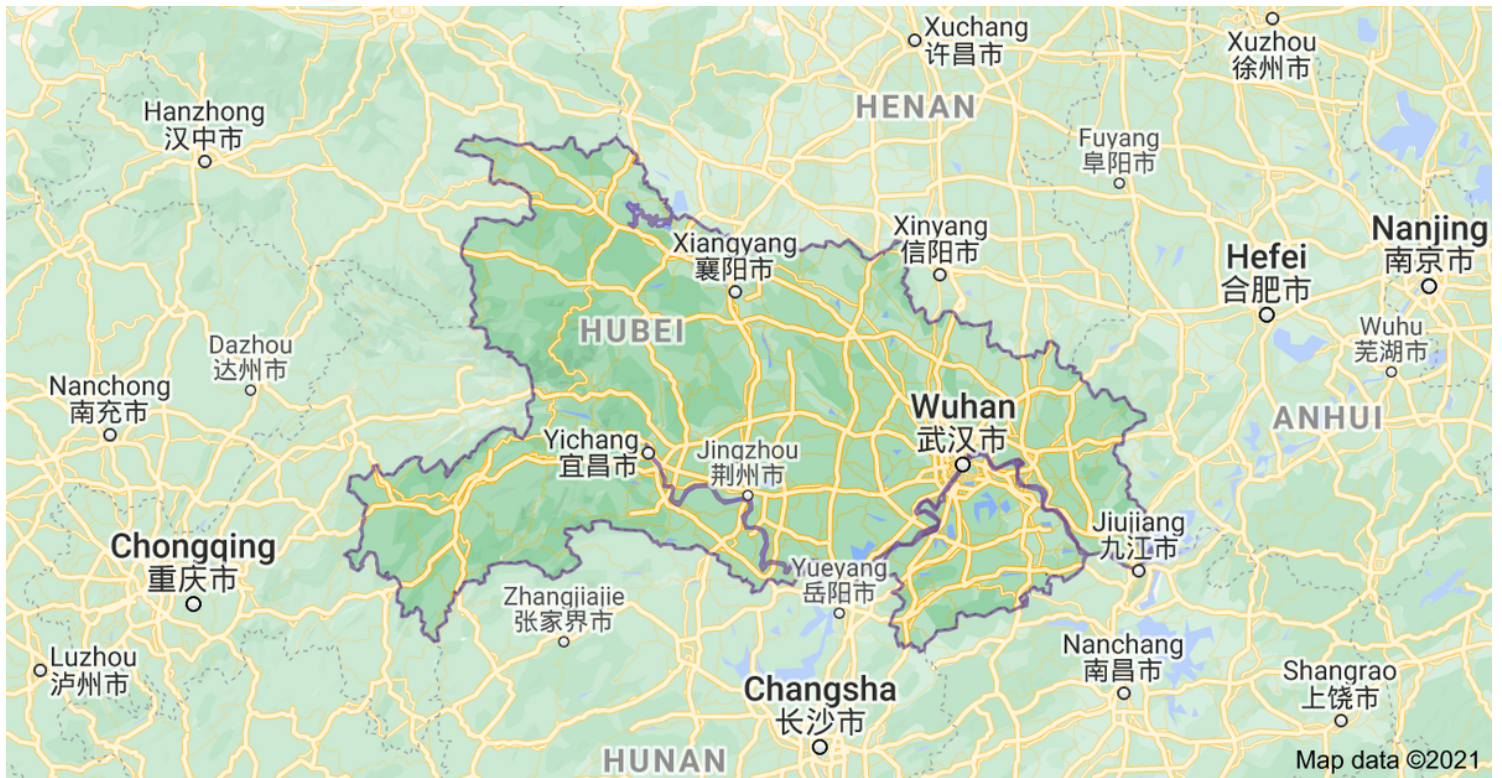 Xuchang
许昌市
Xuzhou
徐州市
HENAN
Hanzhong
汉中市
Fuyang
阜阳市
Xinyang
信阳市
Nanjing
南京市
Xiangyang
襄阳市
Hefei
合肥市
HUBEI
Wuhu
芜湖市
Dazhou
达州市
Nanchong
南充市
Wuhan
武汉市
ANHUI
Yichang
宜昌市
Jingzhou
荆州市
Jiujiang
九江市
Chongqing
重庆市
Yueyang
岳阳市
Zhangjiajie
张家界市
Luzhou
泸州市
Nanchang
南昌市
Shangrao
上饶市
Changsha
长沙市
HUNAN
Map data ©2021